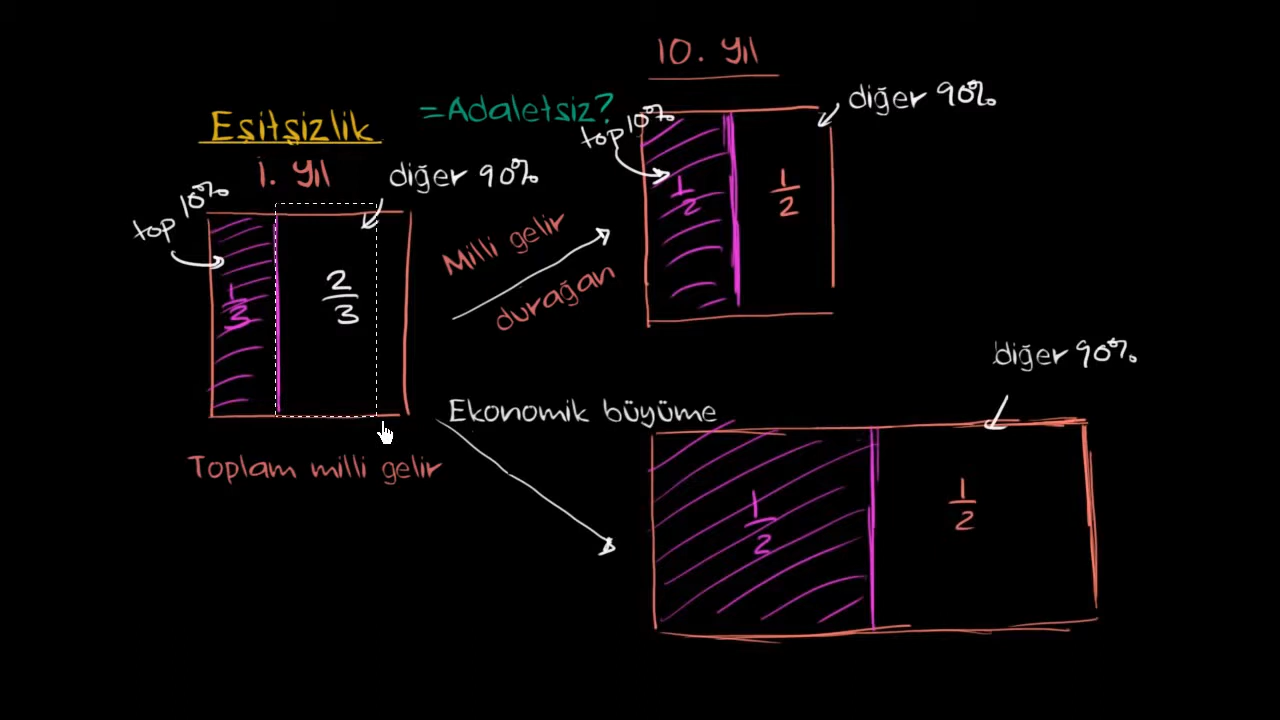 Eşitsizlik
=Adaletsiz?
1. Yıl
top 10%
diğer 90%
1/3
2/3
Toplam milli gelir
Milli gelir
durağan
10. Yıl
top 10%
diğer 90%
1/2
1/2
Ekonomik büyüme
diğer 90%
1/2
1/2